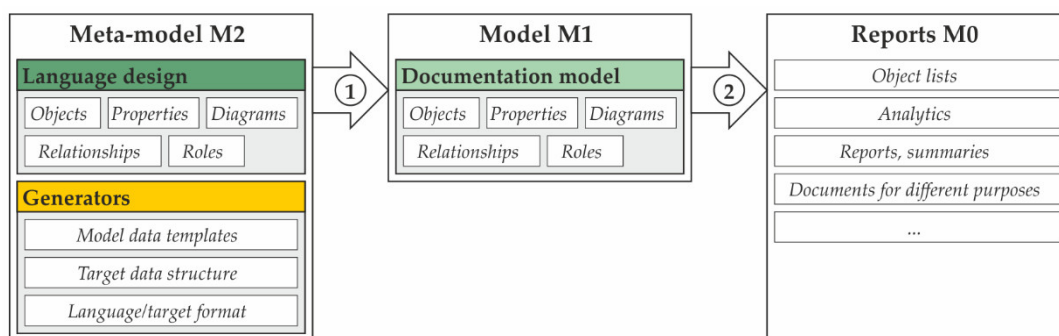 Meta-model M2
Language design
Objects Properties Diagrams
Relationships Roles
Generators
Model data templates
Target data structure
Language/target format
1
Model M1
Documentation model
Objects Properties Diagrams
Relationships Roles
2
Reports M0
Object lists
Analytics
Reports, summaries
Documents for different purposes
...